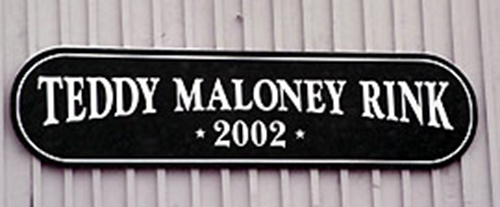 TEDDY MALONEY RINK
★ 2002 ★